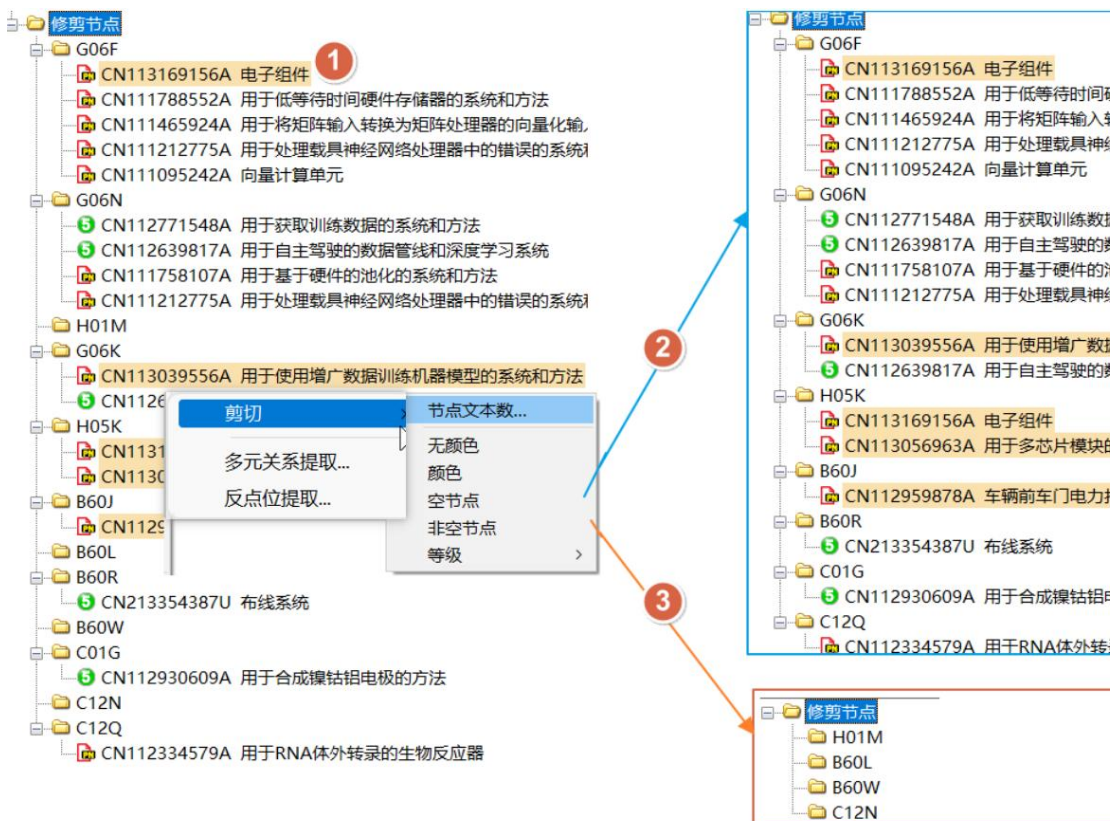 修剪节点
G06F
CN113169156A 电子组件
1
CN111788552A 用于低等待时间硬件存储器的系统和方法
CN111465924A 用于将矩阵输入转换为矩阵处理器的向量化输
CN111212775A 用于处理载具神经网络处理器中的错误的系统
CN111095242A 向量计算单元
G06N
5 CN112771548A 用于获取训练数据的系统和方法
5 CN112639817A 用于自主驾驶的数据管线和深度学习系统
CN111758107A 用于基于硬件的池化的系统和方法
CN111212775A 用于处理载具神经网络处理器中的错误的系统
H01M
G06K
CN113039556A 用于使用增广数据训练机器模型的系统和方法
5 CN1126
H05K
CN1131
CN1130
B60J
CN1129
B60L
B60R
5 CN213354387U 布线系统
B60W
C01G
5 CN112930609A 用于合成镍钴铝电极的方法
C12N
C12Q
CN112334579A 用于RNA体外转录的生物反应器
剪切
多元关系提取...
反点位提取...
节点文本数...
无颜色
颜色
空节点
非空节点
等级
2
3
修剪节点
G06F
CN113169156A 电子组件
CN111788552A 用于低等待时间
CN111465924A 用于将矩阵输入
CN111212775A 用于处理载具神
CN111095242A 向量计算单元
G06N
5 CN112771548A 用于获取训练数
5 CN112639817A 用于自主驾驶的
CN111758107A 用于基于硬件的
CN111212775A 用于处理载具神
G06K
CN113039556A 用于使用增广数
5 CN112639817A 用于自主驾驶的
H05K
CN113169156A 电子组件
CN113056963A 用于多芯片模块的
B60J
CN112959878A 车辆前车门电力
B60R
5 CN213354387U 布线系统
C01G
5 CN112930609A 用于合成镍钴铝
C12Q
CN112334579A 用于RNA体外转
修剪节点
H01M
B60L
B60W
C12N